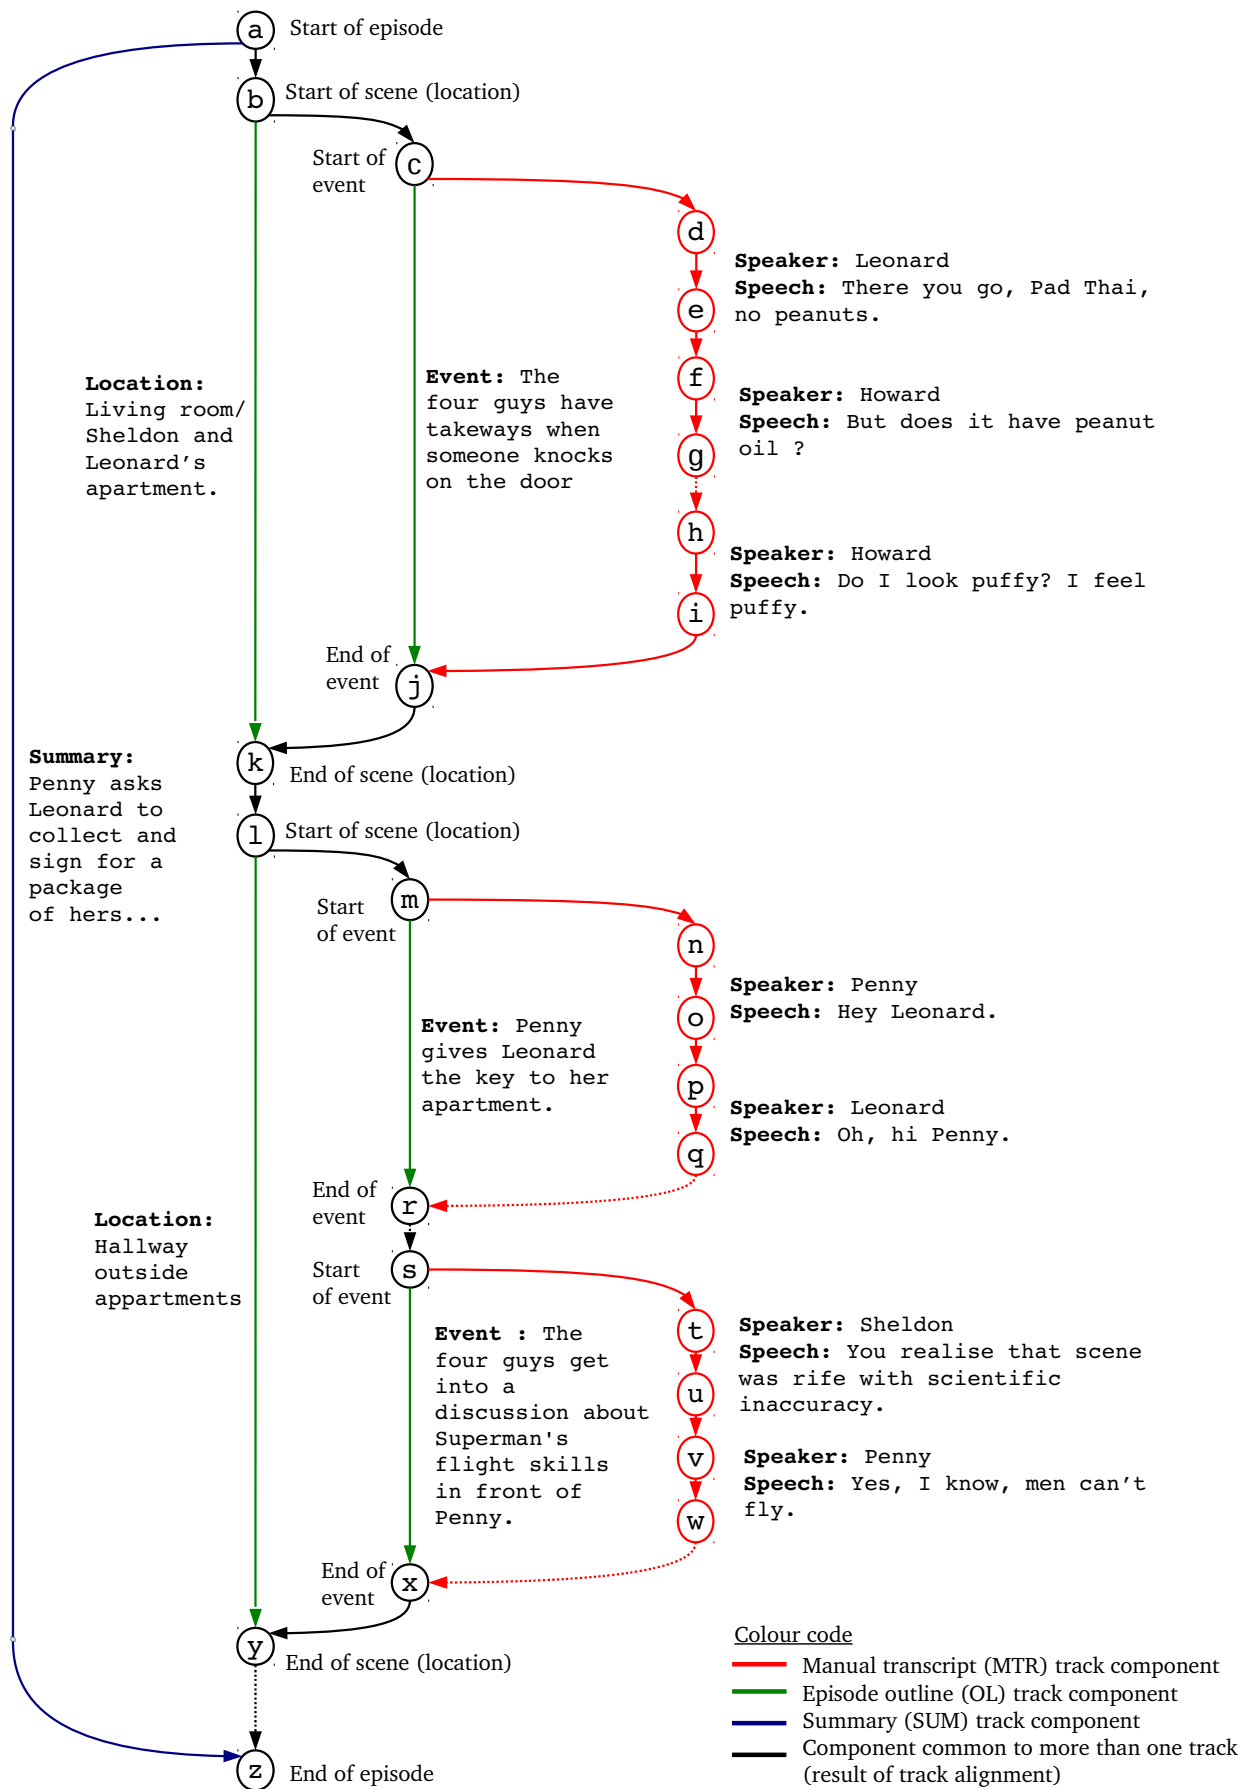 a Start of episode
b Start of scene (location)
Start of
event
c
d
Speaker: Leonard
Speech: There you go, Pad Thai,
no peanuts.
e
f
Speaker: Howard
Speech: But does it have peanut
oil ?
g
h
Speaker: Howard
Speech: Do I look puffy? I feel
puffy.
i
Location:
Living room/
Sheldon and
Leonard's
apartment.
Event: The
four guys have
takeways when
someone knocks
on the door
End of
event
j
k End of scene (location)
Summary:
Penny asks
Leonard to
collect and
sign for a
package
of hers...
l Start of scene (location)
Start
of event
m
n
Speaker: Penny
Speech: Hey Leonard.
o
p
Speaker: Leonard
Speech: Oh, hi Penny.
q
Event: Penny
gives Leonard
the key to her
apartment.
End of
event
r
Location:
Hallway
outside
appartments
Start
of event
s
t
Speaker: Sheldon
Speech: You realise that scene
was rife with scientific
inaccuracy.
u
v
Speaker: Penny
Speech: Yes, I know, men can't
fly.
w
Event : The
four guys get
into a
discussion about
Superman's
flight skills
in front of
Penny.
End of
event
x
y End of scene (location)
z End of episode
Colour code
Manual transcript (MTR) track component
Episode outline (OL) track component
Summary (SUM) track component
Component common to more than one track
(result of track alignment)